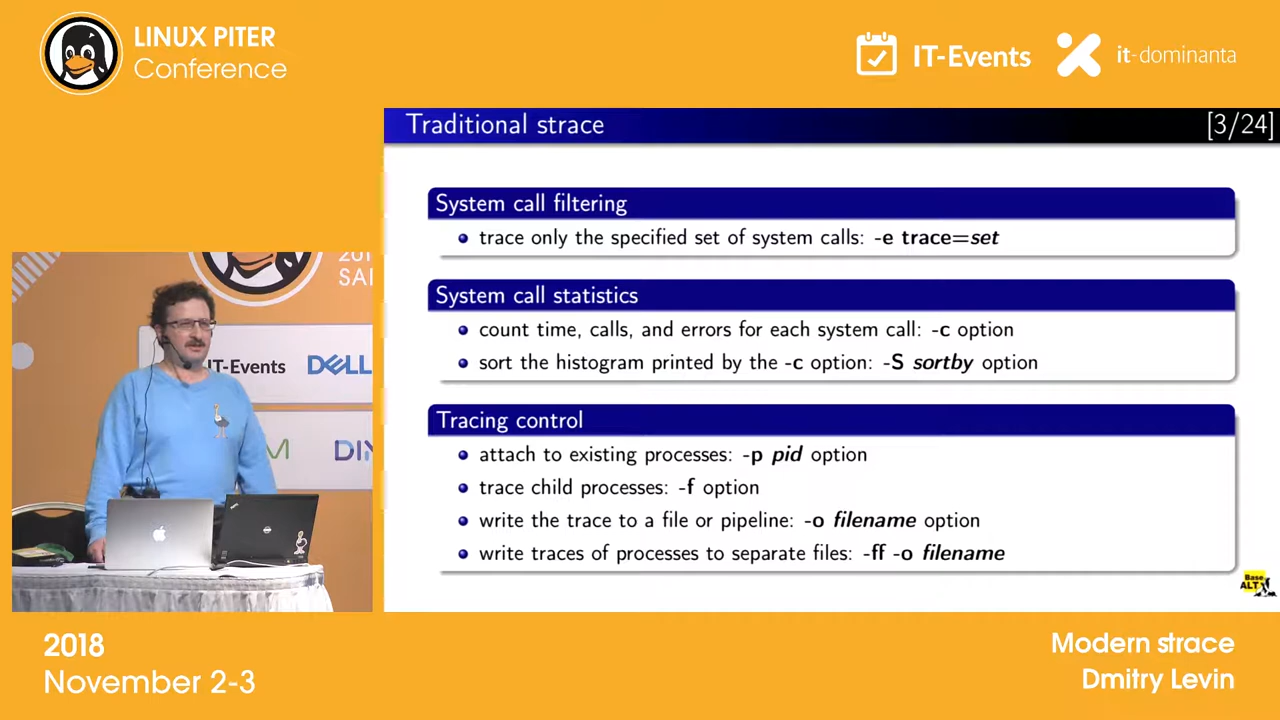 LINUX PITER
Conference
IT-Events
it-dominanta
Traditional strace
[3/24]
System call filtering
trace only the specified set of system calls: -e trace=set
System call statistics
count time, calls, and errors for each system call: -c option
sort the histogram printed by the -c option: -S sortby option
Tracing control
attach to existing processes: -p pid option
trace child processes: -f option
write the trace to a file or pipeline: -o filename option
write traces of processes to separate files: -ff -o filename
Base
ALT
IT-Events
DELL
2018
November 2-3
Modern strace
Dmitry Levin